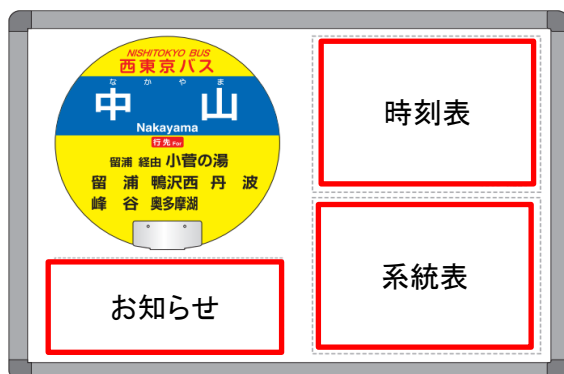 NISHITOKYO BUS
西東京バス
なかやま
中山
Nakayama
行先 For
留浦 経由 小菅の湯
留浦 鴨沢西 丹波
峰谷 奥多摩湖
お知らせ
時刻表
系統表